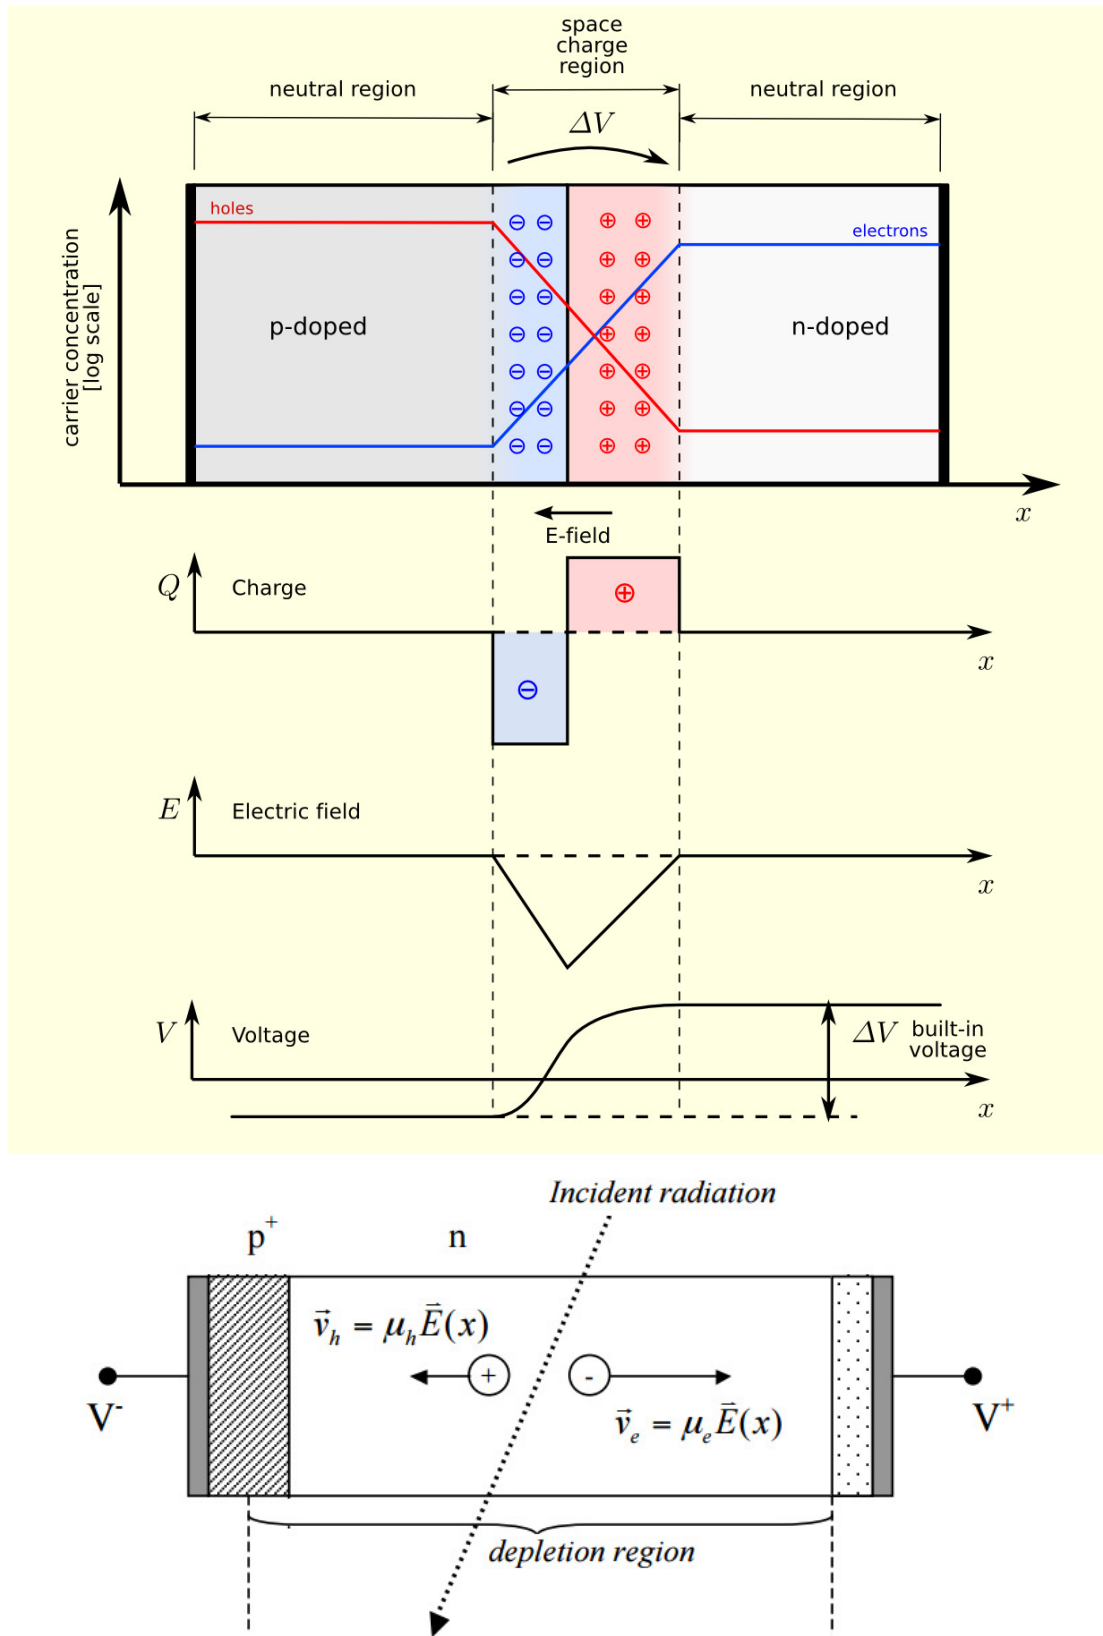 space
charge
region
neutral region
neutral region
ΔV
holes
electrons
p-doped
n-doped
carrier concentration
[log scale]
⊖ ⊖ ⊕ ⊕
⊖ ⊖ ⊕ ⊕
⊖ ⊖ ⊕ ⊕
⊖ ⊖ ⊕ ⊕
⊖ ⊖ ⊕ ⊕
⊖ ⊖ ⊕ ⊕
⊖ ⊖ ⊕ ⊕
x
E-field
Q
Charge
⊕
⊖
x
E
Electric field
x
V
Voltage
ΔV
built-in
voltage
x
Incident radiation
p⁺
n
v⃗ₕ = μₕE⃗(x)
+
-
V⁻
v⃗ₑ = μₑE⃗(x)
V⁺
depletion region